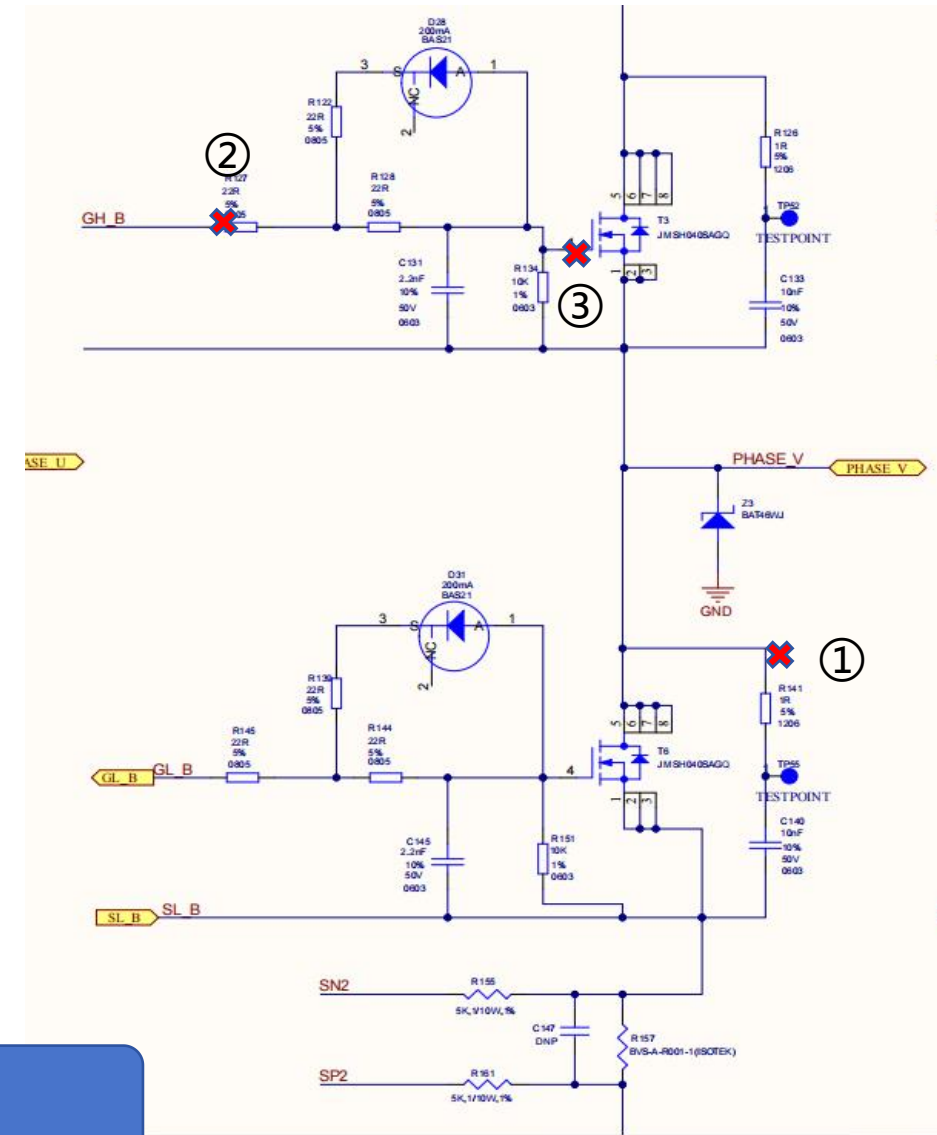 D28
200mA
BAS21
3
S
A
1
NC
2
R122
22R
5%
0805
②
R127
22R
5%
R128
22R
5%
0805
GH_B
C131
2.2nF
10%
50V
0603
R134
10K
1%
0603
③
5
6
7
8
T3
JMSH0405AGQ
1
2
3
R126
1R
5%
1206
TP52
TESTPOINT
C133
10nF
10%
50V
0603
ASE_U
PHASE_V
PHASE_V
Z3
BAT46WJ
GND
D31
200mA
BAS21
3
S
A
1
NC
2
R139
22R
5%
0805
①
R141
1R
5%
1206
5
6
7
8
R145
22R
5%
0805
R144
22R
5%
0805
GL_B
GL_B
4
T6
JMSH0405AGQ
TP55
TESTPOINT
1
2
3
C145
2.2nF
10%
50V
0603
R151
10K
1%
0603
C140
10nF
10%
50V
0603
SL_B
SL_B
SN2
R155
5K,1/10W,1%
C147
DNP
R157
BVS-A-R001-1(ISOTEK)
SP2
R161
5K,1/10W,1%